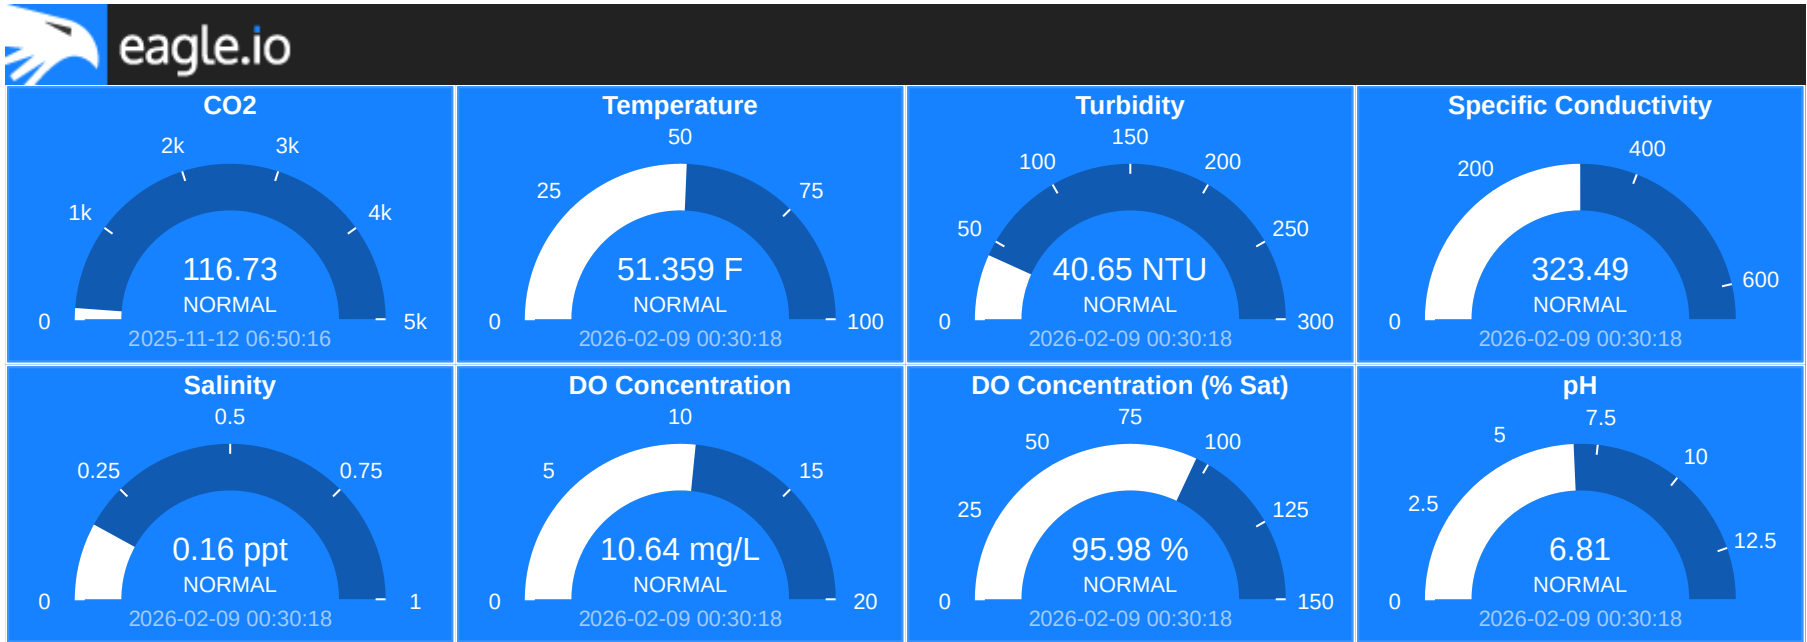 eagle.io
CO2
0
1k
2k
3k
4k
5k
116.73
NORMAL
2025-11-12 06:50:16
Temperature
0
25
50
75
100
51.359 F
NORMAL
2026-02-09 00:30:18
Turbidity
0
50
100
150
200
250
300
40.65 NTU
NORMAL
2026-02-09 00:30:18
Specific Conductivity
0
200
400
600
323.49
NORMAL
2026-02-09 00:30:18
Salinity
0
0.25
0.5
0.75
1
0.16 ppt
NORMAL
2026-02-09 00:30:18
DO Concentration
0
5
10
15
20
10.64 mg/L
NORMAL
2026-02-09 00:30:18
DO Concentration (% Sat)
0
25
50
75
100
125
150
95.98 %
NORMAL
2026-02-09 00:30:18
pH
0
2.5
5
7.5
10
12.5
6.81
NORMAL
2026-02-09 00:30:18